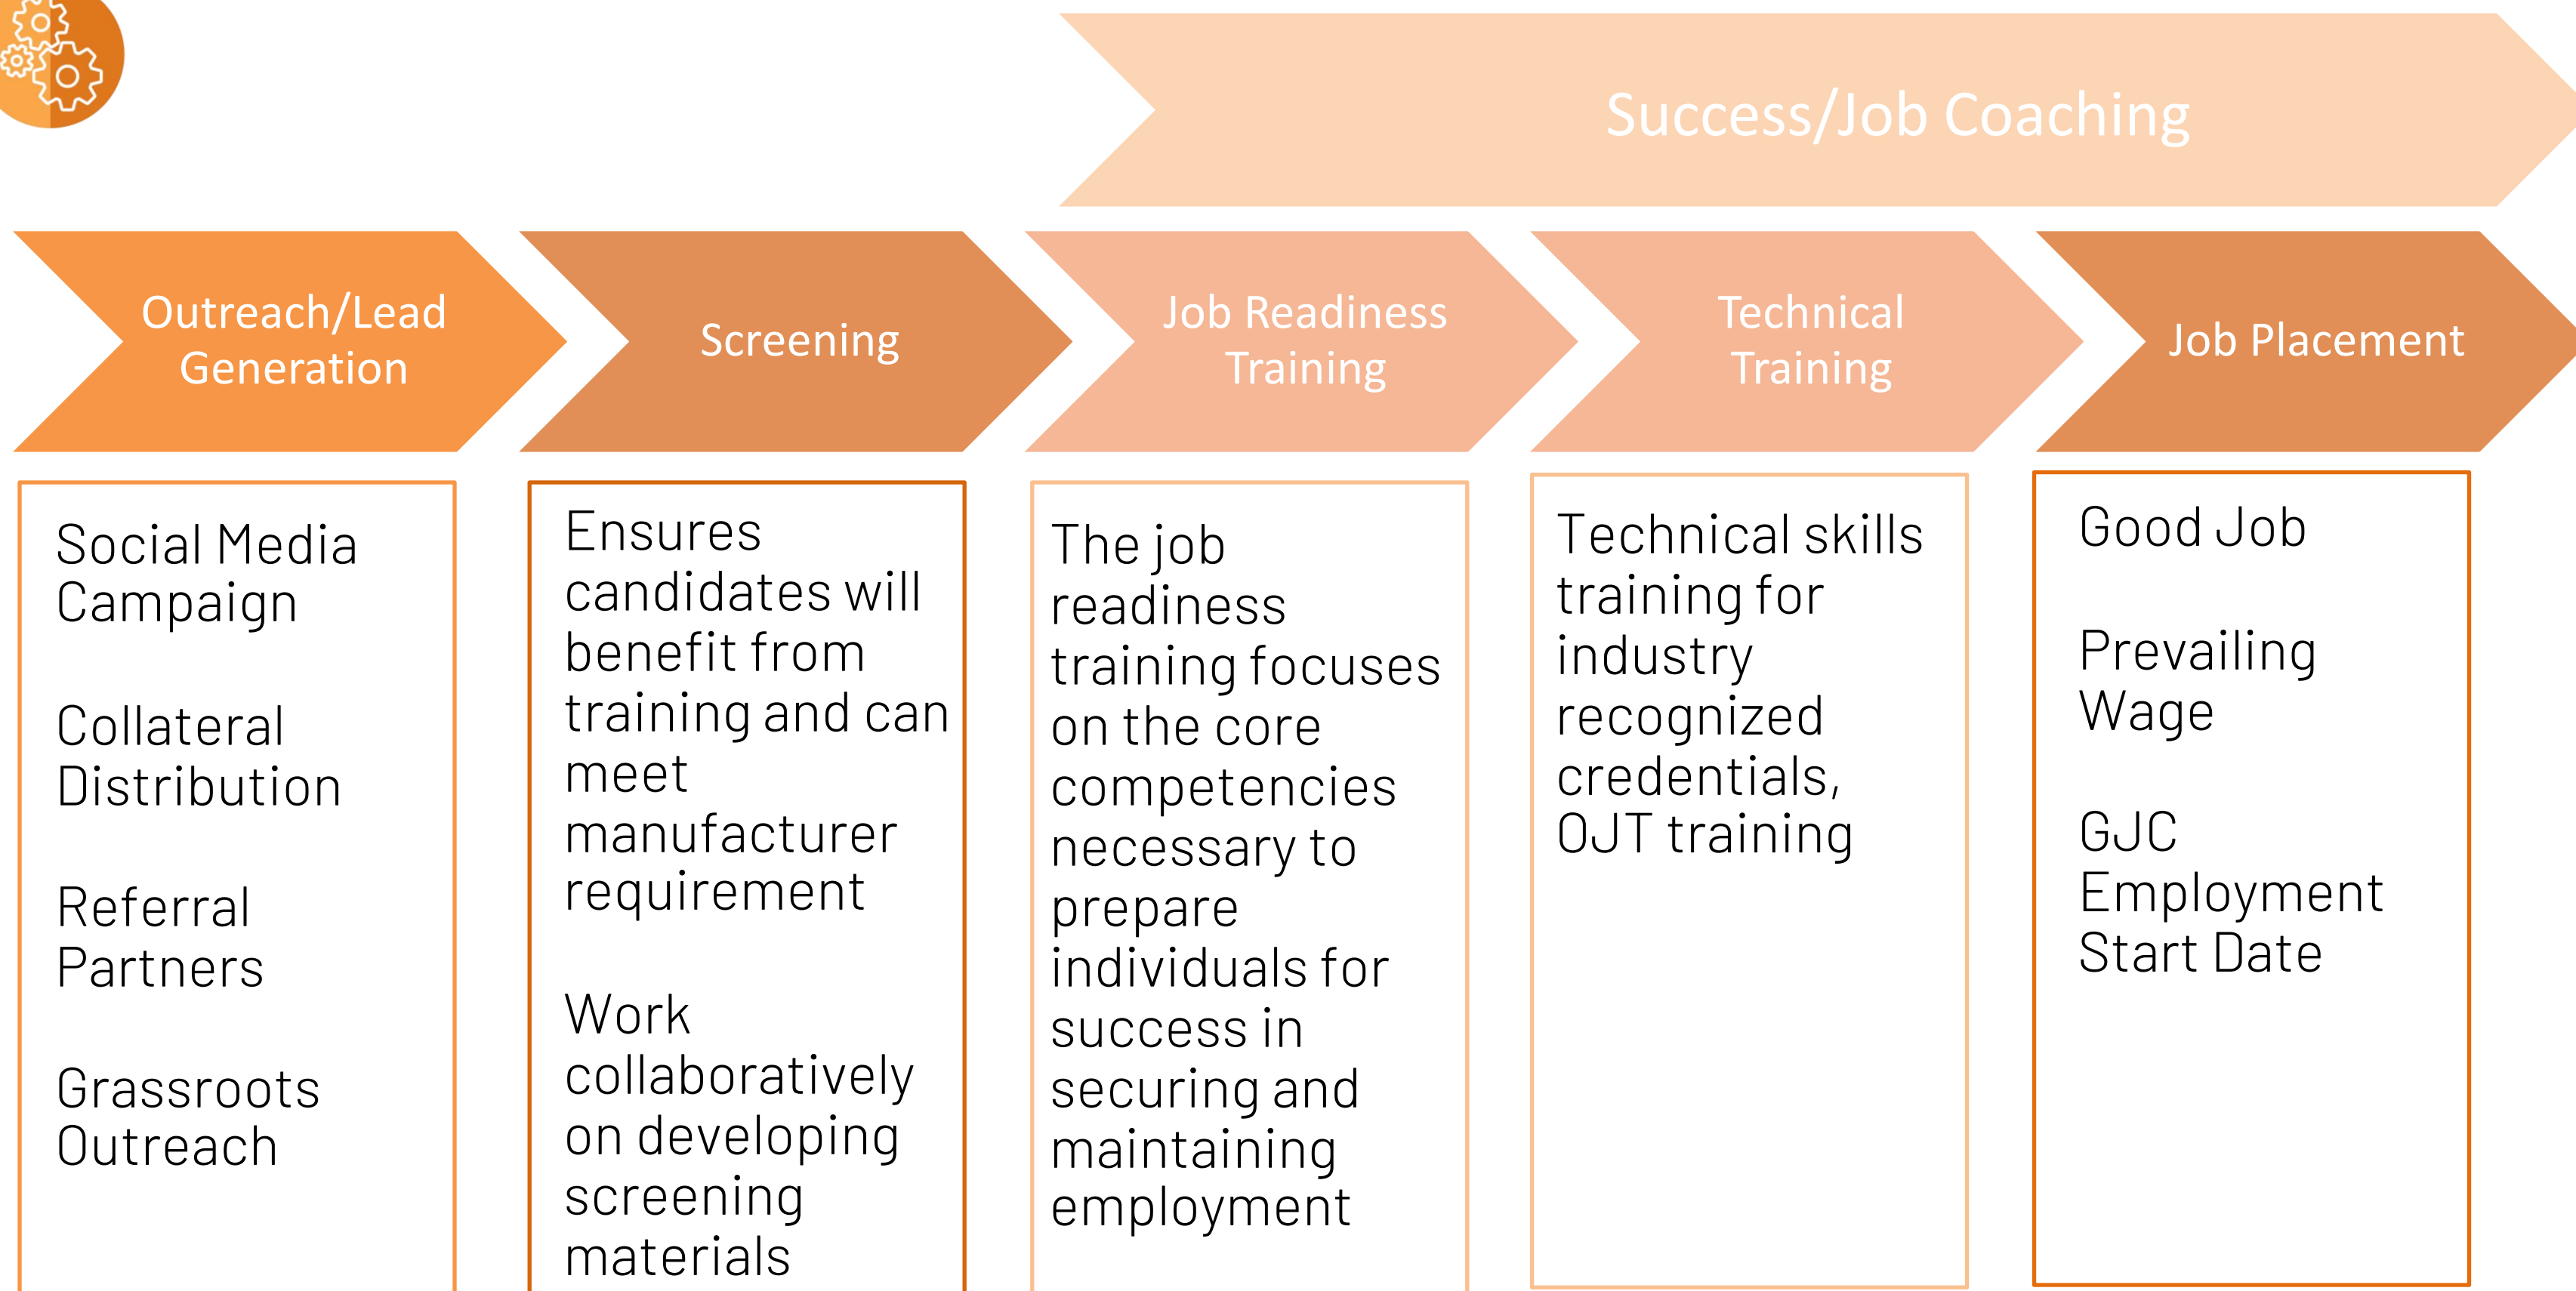 Success/Job Coaching
Outreach/Lead
Generation
Screening
Job Readiness
Training
Technical
Training
Job Placement
Social Media
Campaign
Collateral
Distribution
Referral
Partners
Grassroots
Outreach
Ensures
candidates will
benefit from
training and can
meet
manufacturer
requirement
Work
collaboratively
on developing
screening
materials
The job
readiness
training focuses
on the core
competencies
necessary to
prepare
individuals for
success in
securing and
maintaining
employment
Technical skills
training for
industry
recognized
credentials,
OJT training
Good Job
Prevailing
Wage
GJC
Employment
Start Date